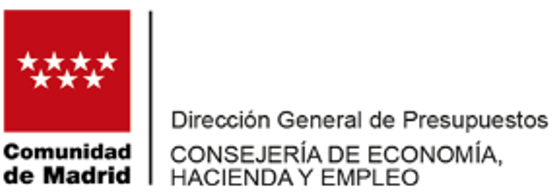 Comunidad
de Madrid
Dirección General de Presupuestos
CONSEJERÍA DE ECONOMÍA,
HACIENDA Y EMPLEO